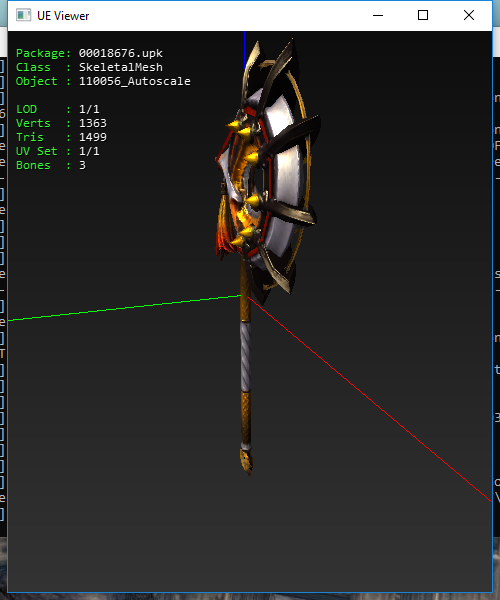 UE Viewer
Package: 00018676.upk
Class  : SkeletalMesh
Object : 110056_Autoscale
LOD    : 1/1
Verts  : 1363
Tris   : 1499
UV Set : 1/1
Bones  : 3